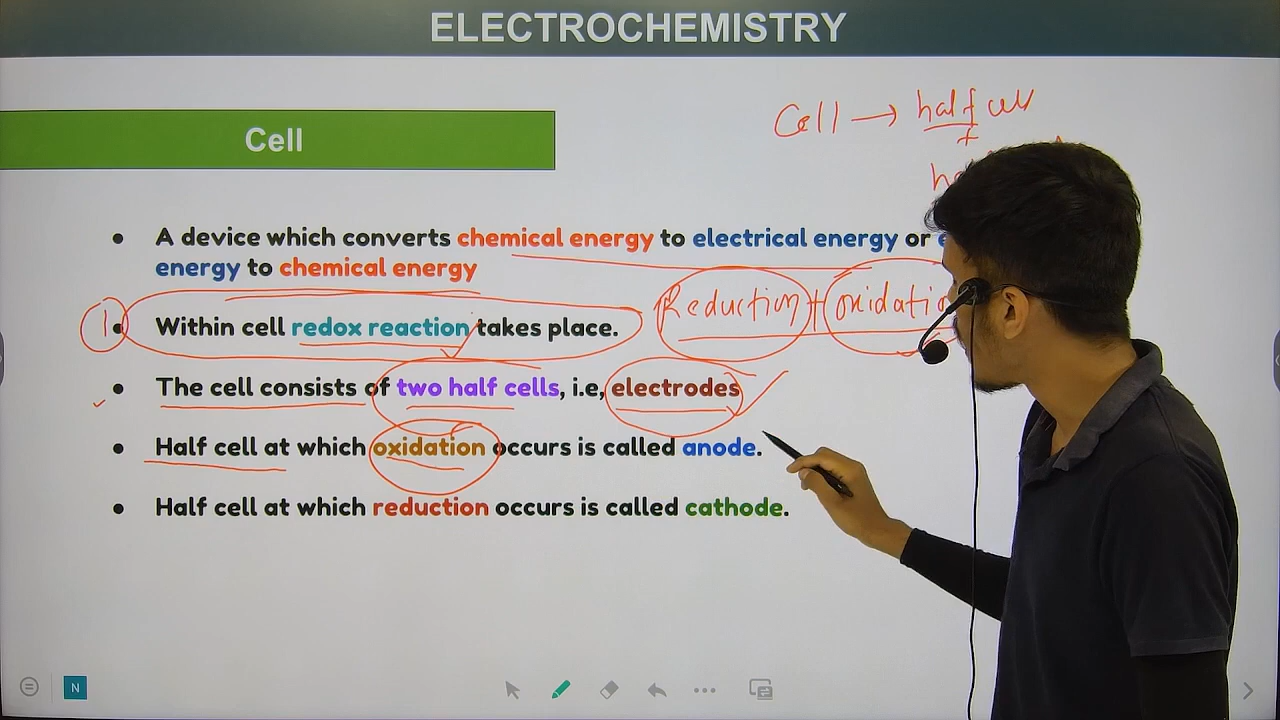 ELECTROCHEMISTRY
Cell → half cell
+
Cell
• A device which converts chemical energy to electrical energy or
energy to chemical energy
Reduction + oxidatio
1 • Within cell redox reaction takes place.
• The cell consists of two half cells, i.e, electrodes
• Half cell at which oxidation occurs is called anode.
• Half cell at which reduction occurs is called cathode.
N